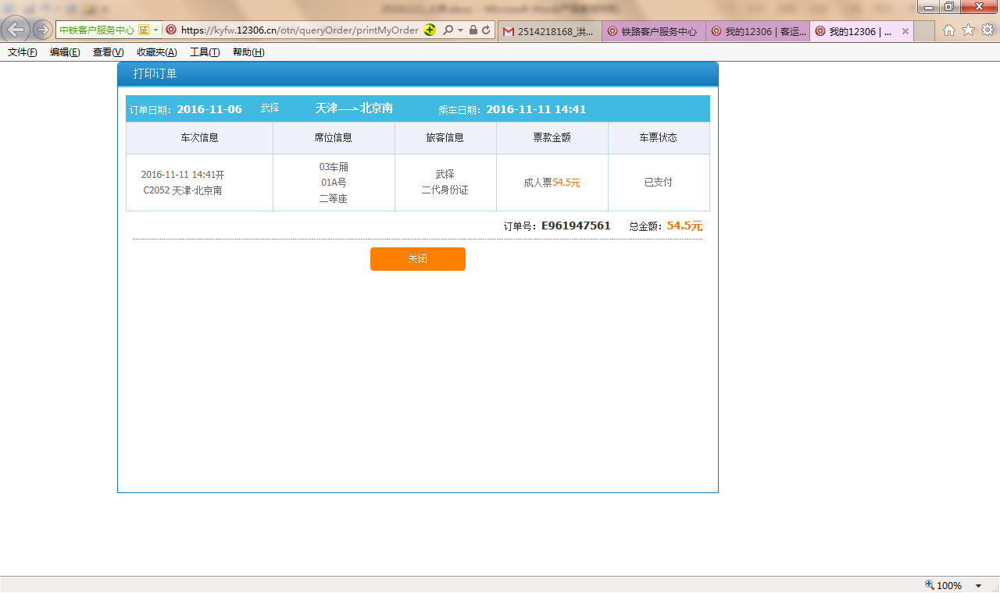 中铁客户服务中心 证 https://kyfw.12306.cn/otn/queryOrder/printMyOrder 2514218168_洪... 铁路客户服务中心 我的12306 | 客运... 我的12306 | ...
文件(F) 编辑(E) 查看(V) 收藏夹(A) 工具(T) 帮助(H)
打印订单
订单日期：2016-11-06 武铎 天津—→北京南 乘车日期：2016-11-11 14:41
车次信息 席位信息 旅客信息 票款金额 车票状态
2016-11-11 14:41开
C2052 天津-北京南
03车厢
01A号
二等座
武铎
二代身份证
成人票54.5元
已支付
订单号：E961947561 总金额：54.5元
关闭
100%